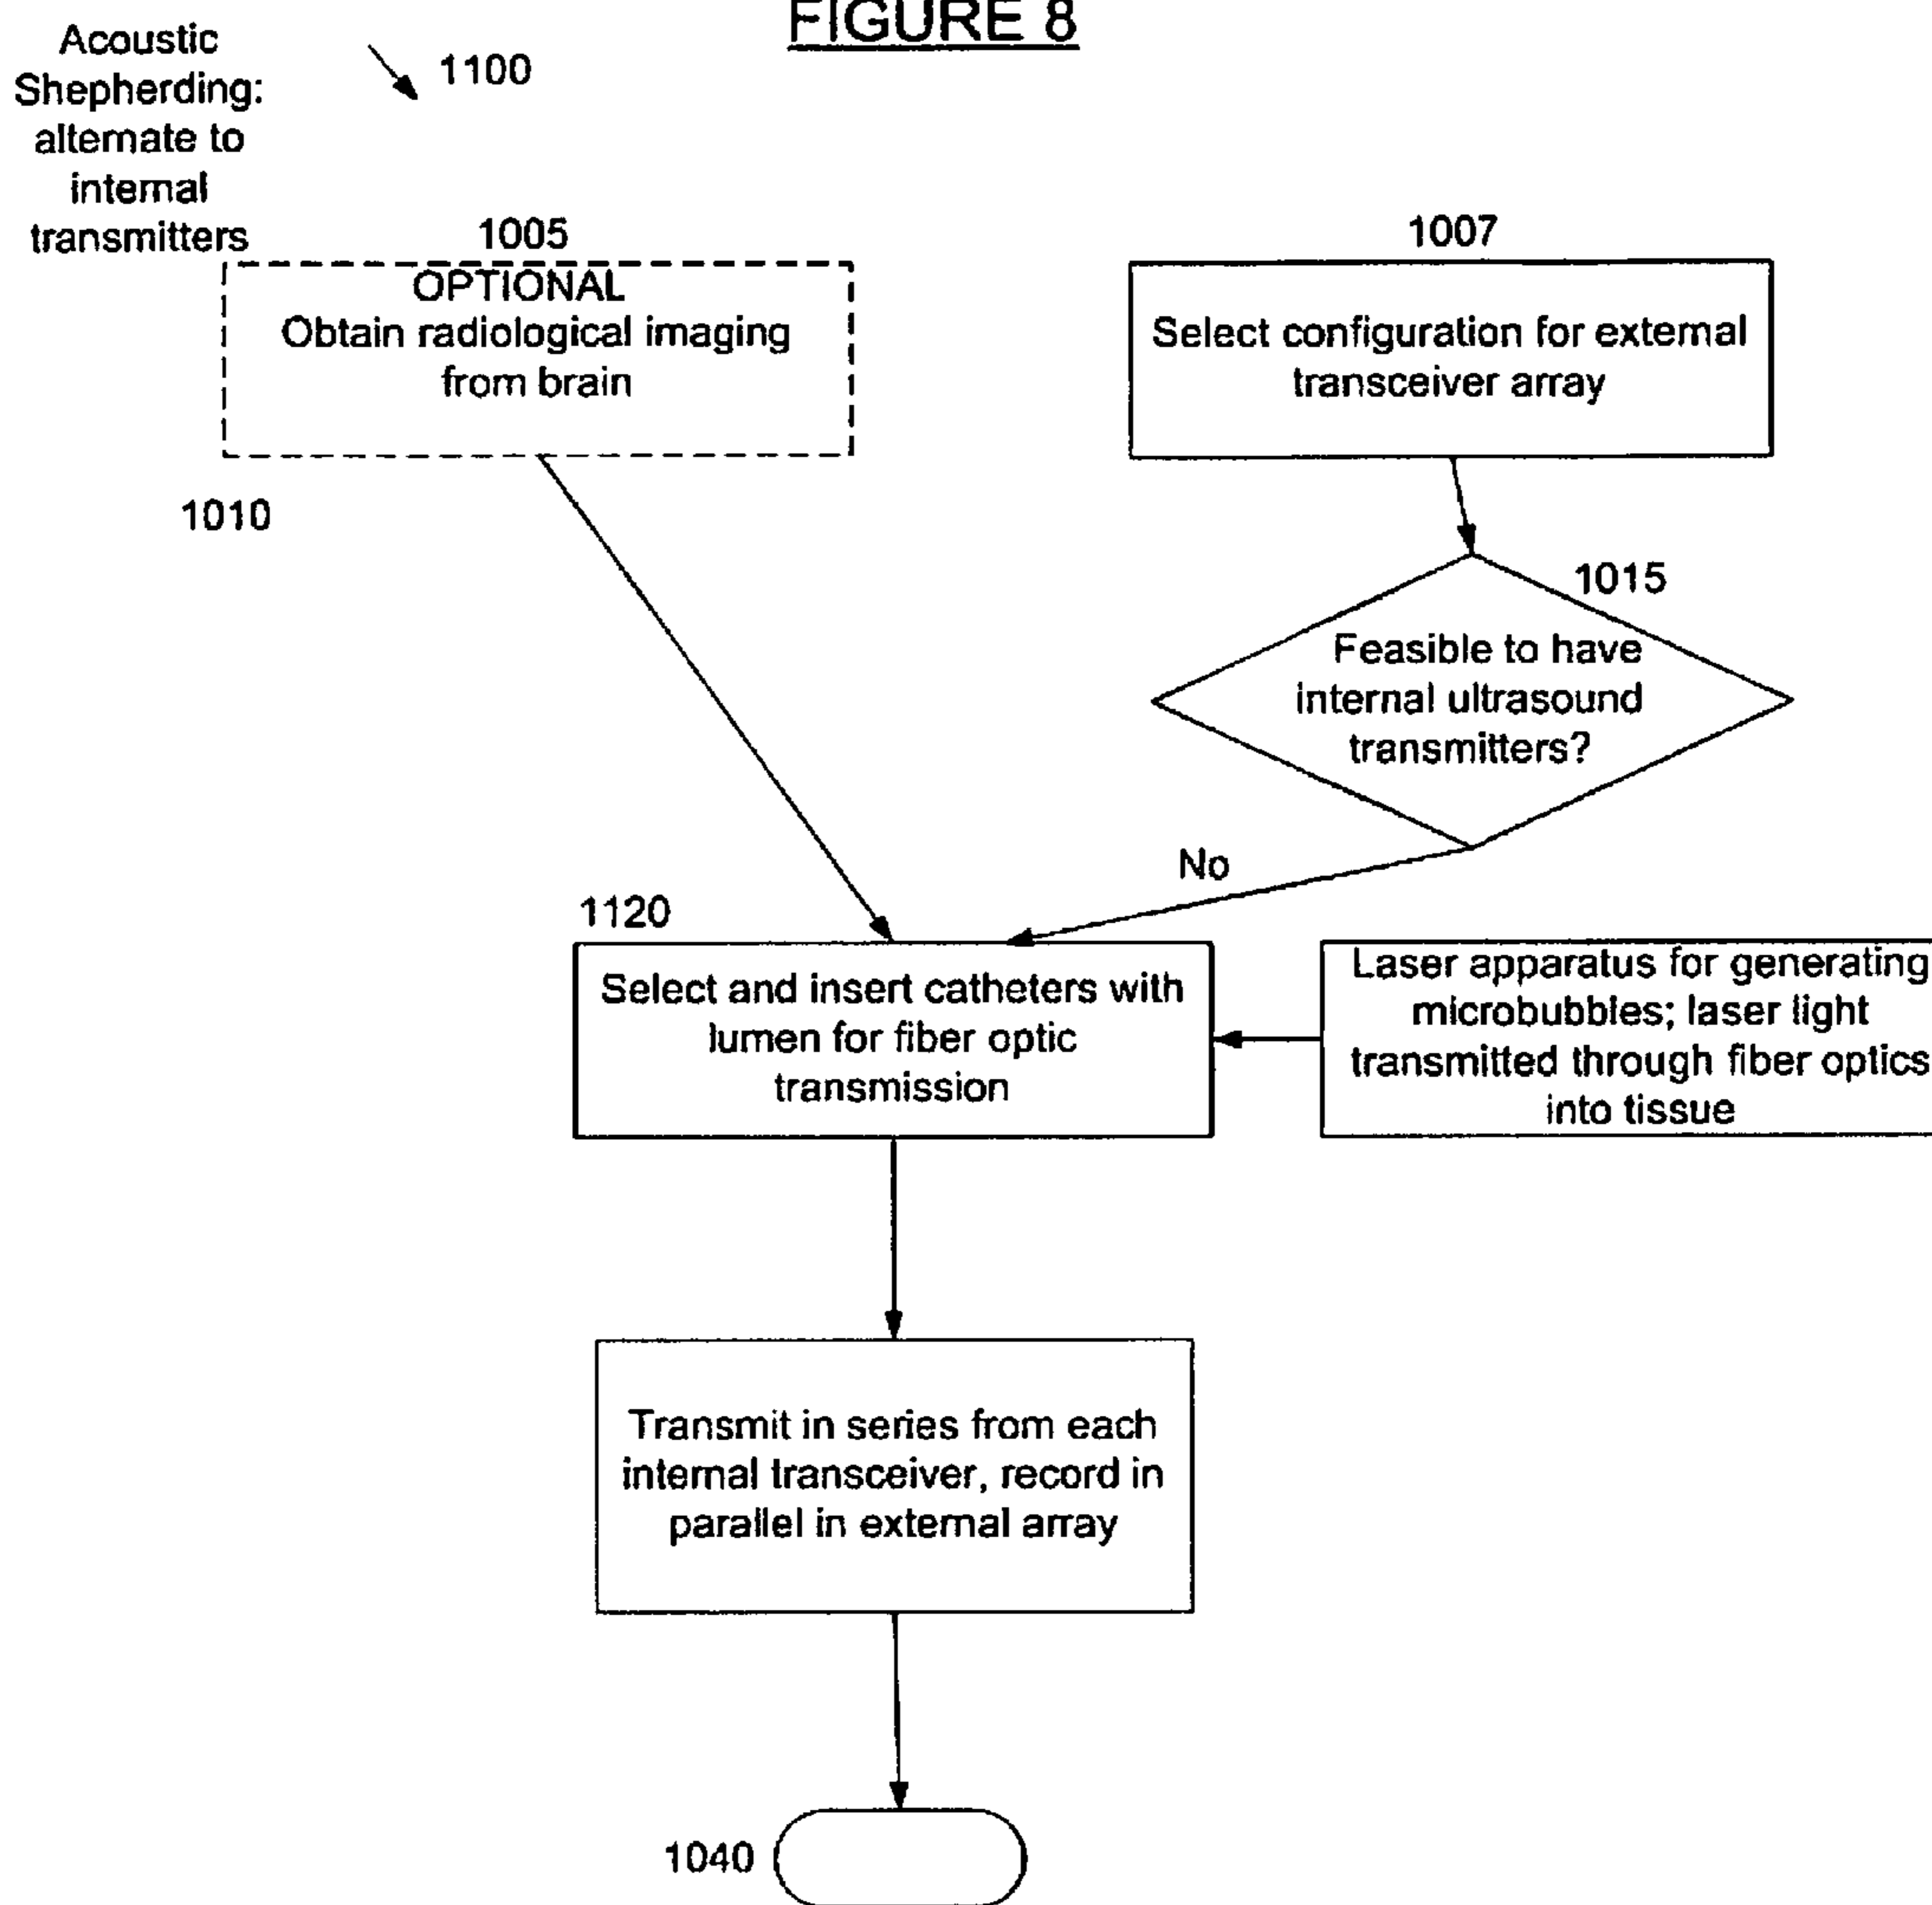 FIGURE 8
Acoustic
Shepherding:
alternate to
internal
transmitters
1100
1005
OPTIONAL
Obtain radiological imaging
from brain
1010
1007
Select configuration for external
transceiver array
1015
Feasible to have
internal ultrasound
transmitters?
No
1120
Select and insert catheters with
lumen for fiber optic
transmission
Laser apparatus for generating
microbubbles; laser light
transmitted through fiber optics
into tissue
Transmit in series from each
internal transceiver, record in
parallel in external array
1040